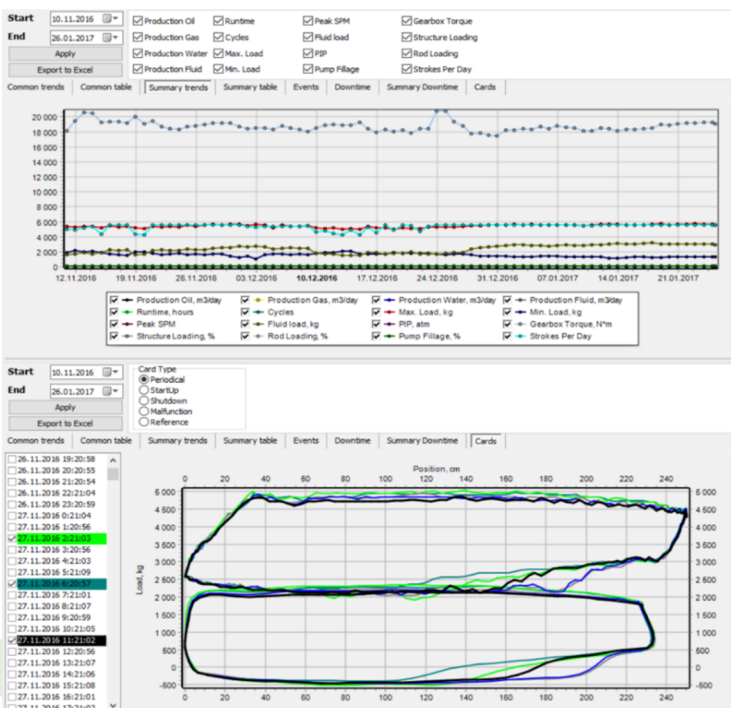 Start 10.11.2016 Production Oil Runtime Peak SPM Gearbox Torque
End 26.01.2017 Production Gas Cycles Fluid load Structure Loading
Apply Production Water Max. Load PIP Rod Loading
Export to Excel Production Fluid Min. Load Pump Fillage Strokes Per Day
Common trends Common table Summary trends Summary table Events Downtime Summary Downtime Cards
20 000
18 000
16 000
14 000
12 000
10 000
8 000
6 000
4 000
2 000
0
12.11.2016 19.11.2016 26.11.2016 03.12.2016 10.12.2016 17.12.2016 24.12.2016 31.12.2016 07.01.2017 14.01.2017 21.01.2017
Production Oil, m3/day Production Gas, m3/day Production Water, m3/day Production Fluid, m3/day
Runtime, hours Cycles Max. Load, kg Min. Load, kg
Peak SPM Fluid load, kg PIP, atm Gearbox Torque, N*m
Structure Loading, % Rod Loading, % Pump Fillage, % Strokes Per Day
Start 10.11.2016 Card Type
Periodical
End 26.01.2017 StartUp
Shutdown
Apply Malfunction
Export to Excel Reference
Common trends Common table Summary trends Summary table Events Downtime Summary Downtime Cards
26.11.2016 19:20:58
26.11.2016 20:20:55
26.11.2016 21:20:54
26.11.2016 22:21:04
26.11.2016 23:20:59
27.11.2016 0:21:04
27.11.2016 1:20:56
27.11.2016 2:21:03
27.11.2016 3:20:56
27.11.2016 4:21:03
27.11.2016 5:21:09
27.11.2016 6:20:57
27.11.2016 7:21:01
27.11.2016 8:21:07
27.11.2016 9:20:59
27.11.2016 10:21:05
27.11.2016 11:21:02
27.11.2016 12:20:56
27.11.2016 13:21:07
27.11.2016 14:21:06
27.11.2016 15:21:08
27.11.2016 16:21:01
27.11.2016 17:21:02
Position, cm
0 20 40 60 80 100 120 140 160 180 200 220 240
Load, kg
5 000 5 000
4 500 4 500
4 000 4 000
3 500 3 500
3 000 3 000
2 500 2 500
2 000 2 000
1 500 1 500
1 000 1 000
500 500
0 0
-500 -500
0 20 40 60 80 100 120 140 160 180 200 220 240